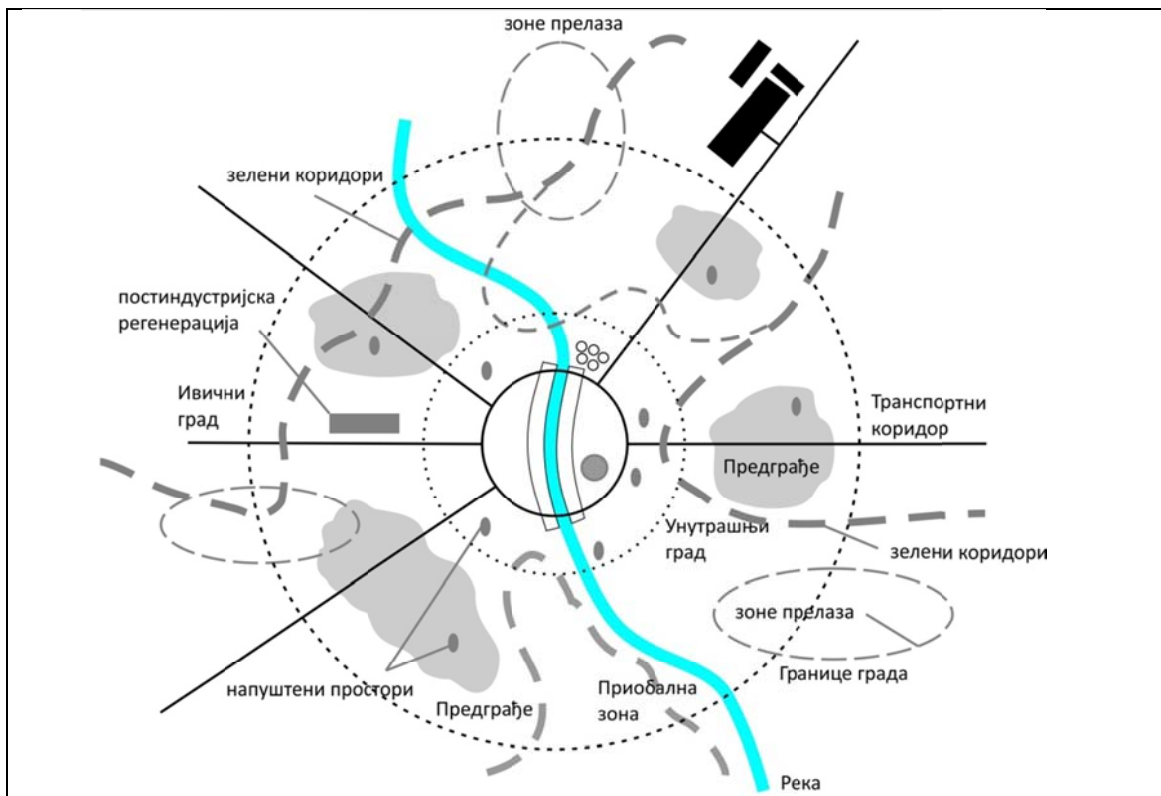 зоне прелаза
зелени коридори
постиндустријска
регенерација
Ивични
град
Транспортни
коридор
Предграђе
Унутрашњи
град
зелени коридори
зоне прелаза
Границе града
напуштени простори
Предграђе
Приобална
зона
Река